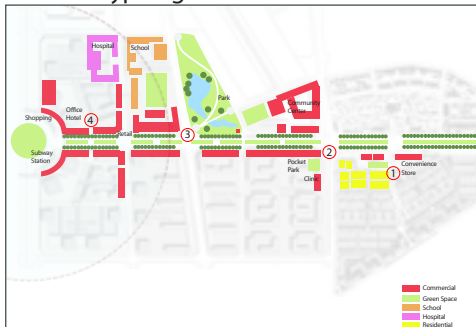 Hospital
School
Park
Community
Center
Office
Hotel
Shopping
4
Retail
3
Subway
Station
2
Pocket
Park
Clinic
1
Convenience
Store
Commercial
Green Space
School
Hospital
Residential